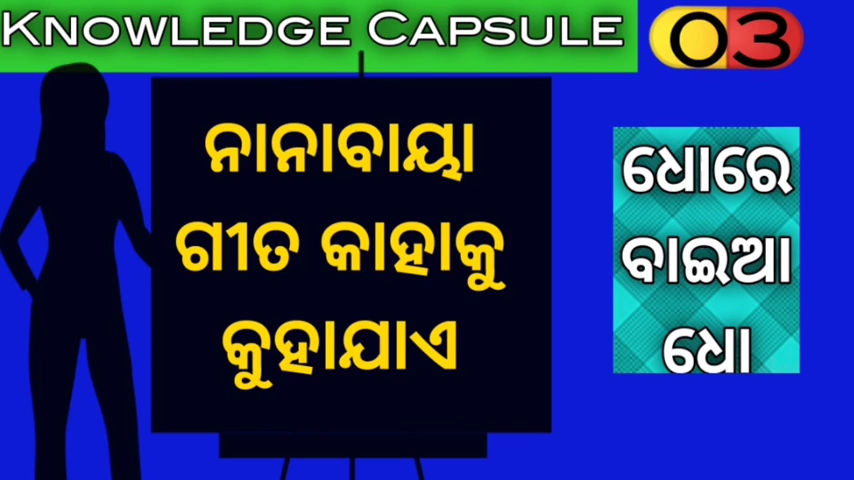 KNOWLEDGE CAPSULE 03
ନାନାବାୟା
ଗୀତ କାହାକୁ
କୁହାଯାଏ
ଧୋରେ
ବାଇଆ
ଧୋ